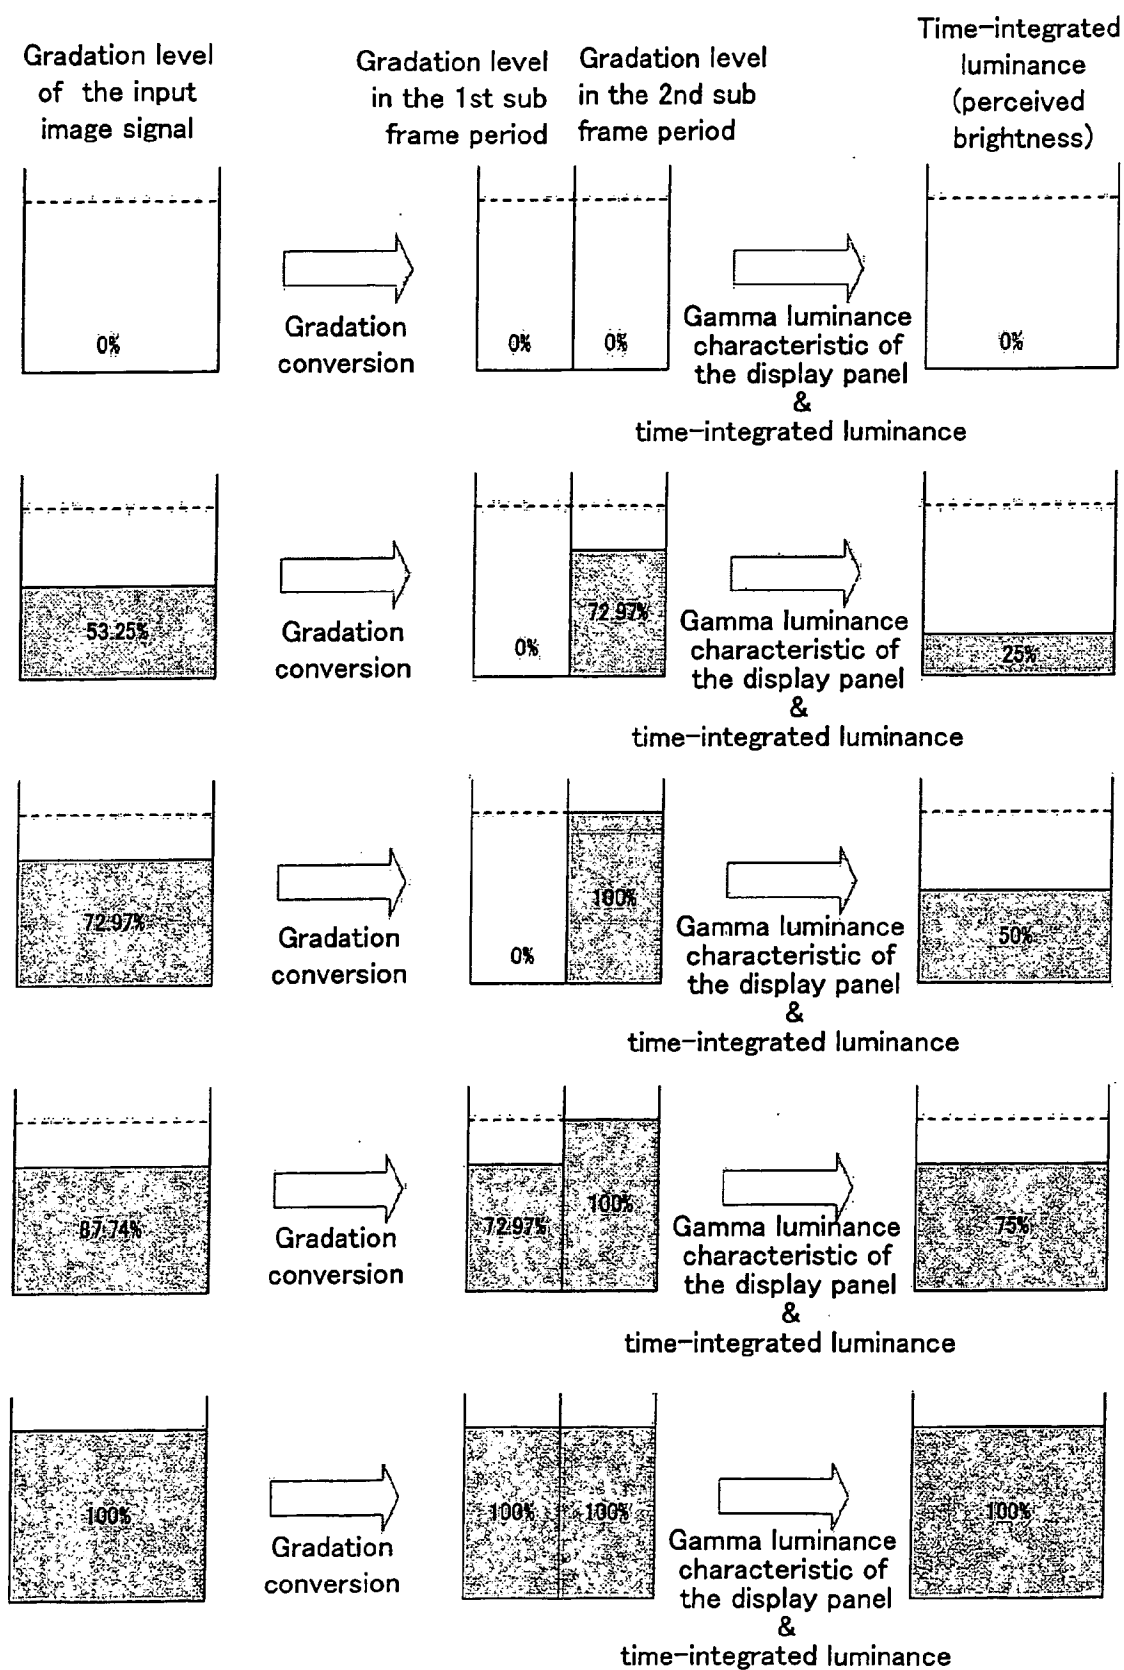 Gradation level
of the input
image signal
Gradation level
in the 1st sub
frame period
Gradation level
in the 2nd sub
frame period
Time-integrated
luminance
(perceived
brightness)
0%
Gradation
conversion
0%
0%
Gamma luminance
characteristic of
the display panel
&
time-integrated luminance
0%
53.25%
Gradation
conversion
0%
72.97%
Gamma luminance
characteristic of
the display panel
&
time-integrated luminance
25%
72.97%
Gradation
conversion
0%
100%
Gamma luminance
characteristic of
the display panel
&
time-integrated luminance
50%
87.74%
Gradation
conversion
72.97%
100%
Gamma luminance
characteristic of
the display panel
&
time-integrated luminance
75%
100%
Gradation
conversion
100%
100%
Gamma luminance
characteristic of
the display panel
&
time-integrated luminance
100%